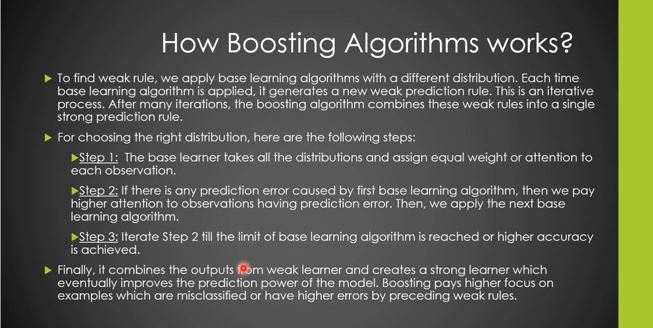 How Boosting Algorithms works?
To find weak rule, we apply base learning algorithms with a different distribution. Each time
base learning algorithm is applied, it generates a new weak prediction rule. This is an iterative
process. After many iterations, the boosting algorithm combines these weak rules into a single
strong prediction rule.
For choosing the right distribution, here are the following steps:
Step 1: The base learner takes all the distributions and assign equal weight or attention to
each observation.
Step 2: If there is any prediction error caused by first base learning algorithm, then we pay
higher attention to observations having prediction error. Then, we apply the next base
learning algorithm.
Step 3: Iterate Step 2 till the limit of base learning algorithm is reached or higher accuracy
is achieved.
Finally, it combines the outputs from weak learner and creates a strong learner which
eventually improves the prediction power of the model. Boosting pays higher focus on
examples which are misclassified or have higher errors by preceding weak rules.